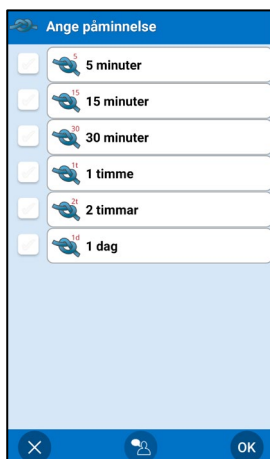 Ange påminnelse
5
5 minuter
15
15 minuter
30
30 minuter
1t
1 timme
2t
2 timmar
1d
1 dag
OK